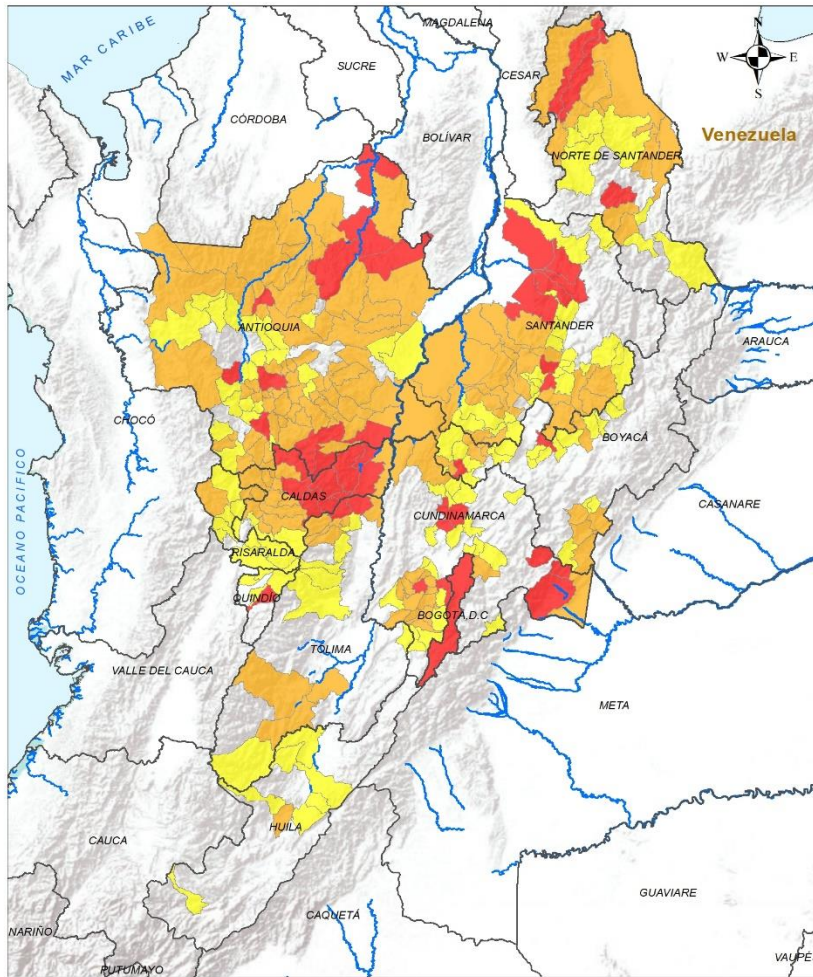 MAGDALENA
N
MAR CARIBE
SUCRE
CESAR
W
E
S
CÓRDOBA
BOLÍVAR
Venezuela
NORTE DE SANTANDER
ANTIOQUIA
SANTANDER
ARAUCA
CHOCÓ
BOYACÁ
OCEANO PACIFICO
CALDAS
CASANARE
CUNDINAMARCA
RISARALDA
QUINDÍO
BOGOTÁ, D.C
TOLIMA
VALLE DEL CAUCA
META
HUILA
CAUCA
GUAVIARE
CAQUETÁ
NARIÑO
VAUPÉ
PUTUMAYO